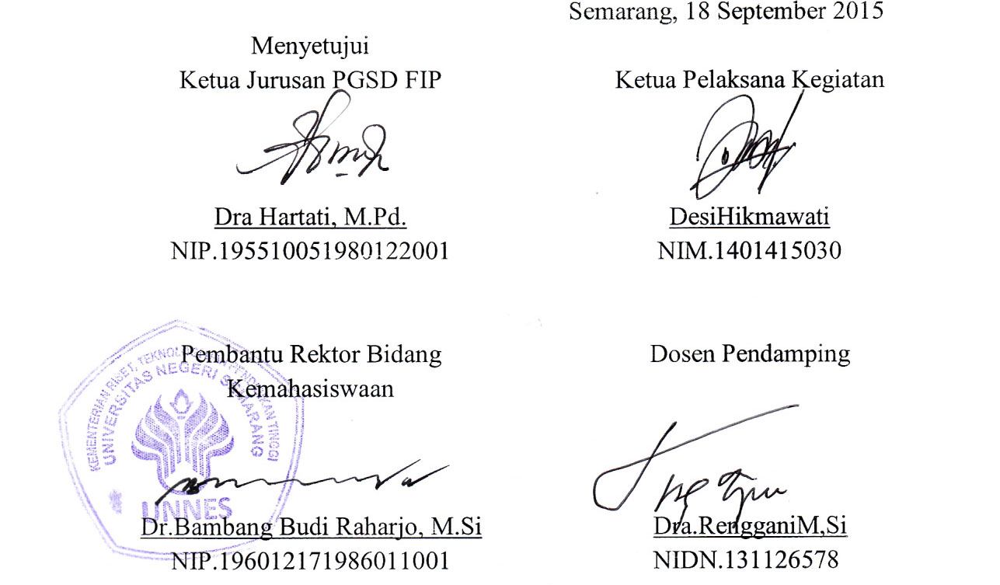 Semarang, 18 September 2015
Menyetujui
Ketua Jurusan PGSD FIP
Ketua Pelaksana Kegiatan
Dra Hartati, M.Pd.
NIP.195510051980122001
DesiHikmawati
NIM.1401415030
Pembantu Rektor Bidang
Kemahasiswaan
Dosen Pendamping
KEMENTERIAN RISET, TEKNOLOGI DAN PENDIDIKAN TINGGI
UNIVERSITAS NEGERI SEMARANG
UNNES
Dr.Bambang Budi Raharjo, M.Si
NIP.196012171986011001
Dra.RengganiM,Si
NIDN.131126578